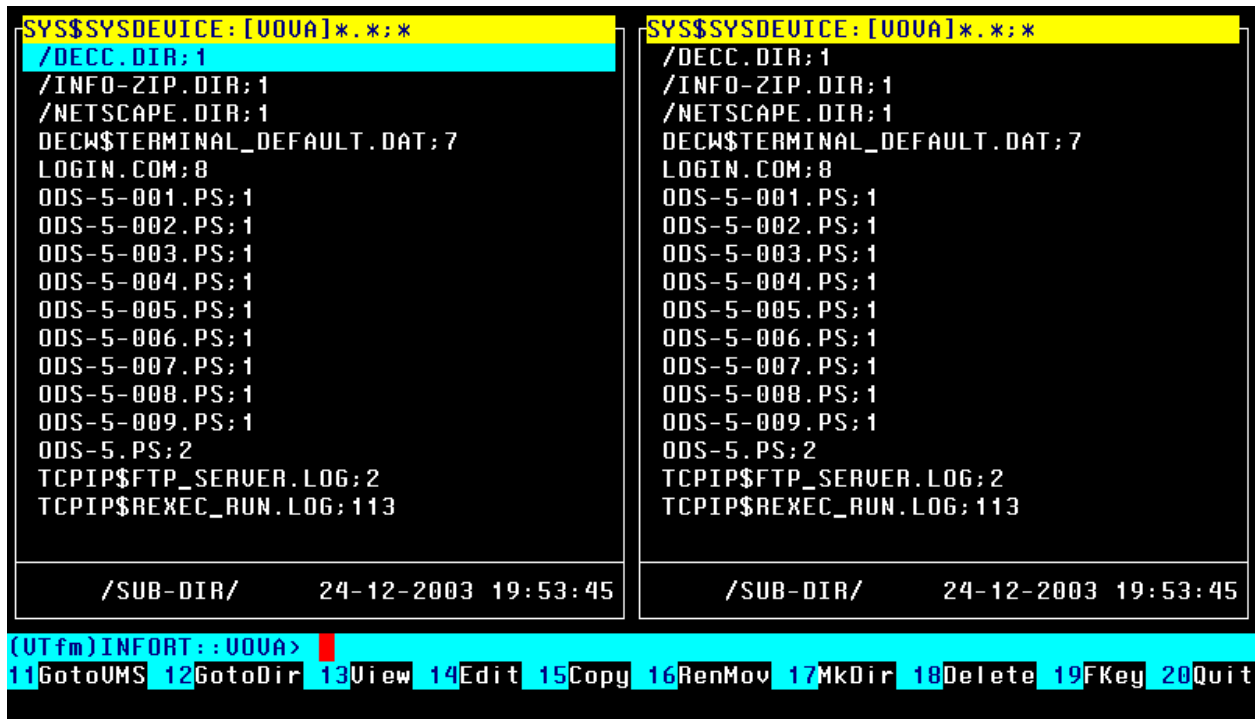 SYS$SYSDEVICE:[VOVA]*.*;*
/DECC.DIR;1
/INFO-ZIP.DIR;1
/NETSCAPE.DIR;1
DECW$TERMINAL_DEFAULT.DAT;7
LOGIN.COM;8
ODS-5-001.PS;1
ODS-5-002.PS;1
ODS-5-003.PS;1
ODS-5-004.PS;1
ODS-5-005.PS;1
ODS-5-006.PS;1
ODS-5-007.PS;1
ODS-5-008.PS;1
ODS-5-009.PS;1
ODS-5.PS;2
TCPIP$FTP_SERVER.LOG;2
TCPIP$REXEC_RUN.LOG;113
/SUB-DIR/ 24-12-2003 19:53:45
SYS$SYSDEVICE:[VOVA]*.*;*
/DECC.DIR;1
/INFO-ZIP.DIR;1
/NETSCAPE.DIR;1
DECW$TERMINAL_DEFAULT.DAT;7
LOGIN.COM;8
ODS-5-001.PS;1
ODS-5-002.PS;1
ODS-5-003.PS;1
ODS-5-004.PS;1
ODS-5-005.PS;1
ODS-5-006.PS;1
ODS-5-007.PS;1
ODS-5-008.PS;1
ODS-5-009.PS;1
ODS-5.PS;2
TCPIP$FTP_SERVER.LOG;2
TCPIP$REXEC_RUN.LOG;113
/SUB-DIR/ 24-12-2003 19:53:45
(VTfm)INFORT::VOVA>
11GotoVMS 12GotoDir 13View 14Edit 15Copy 16RenMov 17MkDir 18Delete 19FKey 20Quit